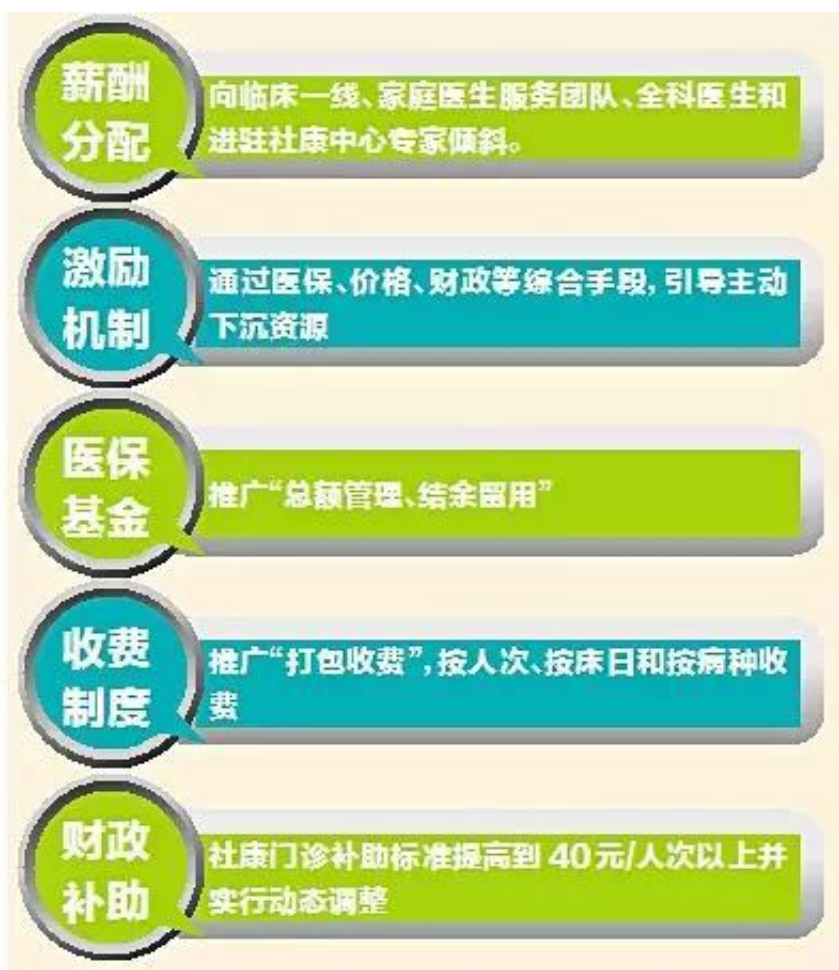 薪酬
分配
向临床一线、家庭医生服务团队、全科医生和
进驻社康中心专家倾斜。
激励
机制
通过医保、价格、财政等综合手段,引导主动
下沉资源
医保
基金
推广“总额管理、结余留用”
收费
制度
推广“打包收费”,按人次、按床日和按病种收
费
财政
补助
社康门诊补助标准提高到 40元/人次以上并
实行动态调整